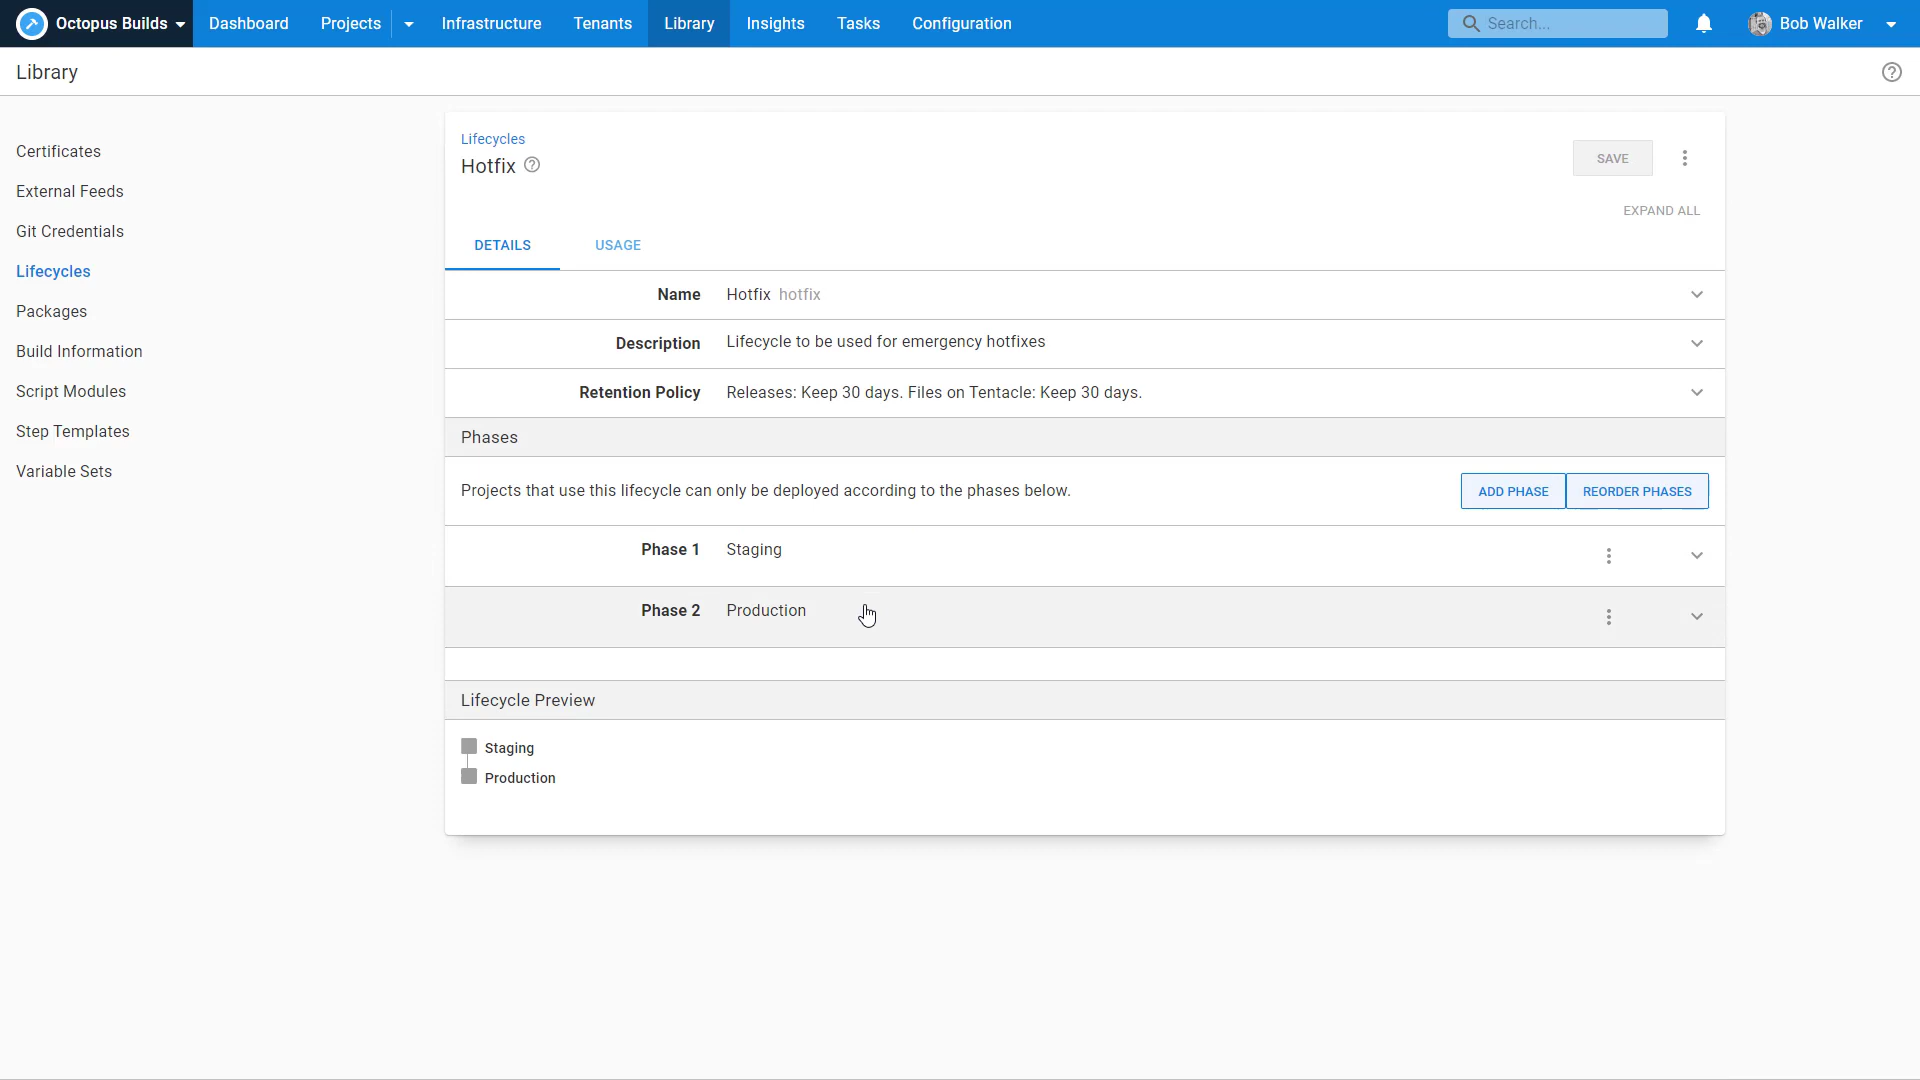 Octopus Builds
Dashboard
Projects
Infrastructure
Tenants
Library
Insights
Tasks
Configuration
Search...
Bob Walker
Library
Certificates
External Feeds
Git Credentials
Lifecycles
Packages
Build Information
Script Modules
Step Templates
Variable Sets
Lifecycles
Hotfix
SAVE
EXPAND ALL
DETAILS
USAGE
Name Hotfix hotfix
Description Lifecycle to be used for emergency hotfixes
Retention Policy Releases: Keep 30 days. Files on Tentacle: Keep 30 days.
Phases
Projects that use this lifecycle can only be deployed according to the phases below.
ADD PHASE
REORDER PHASES
Phase 1 Staging
Phase 2 Production
Lifecycle Preview
Staging
Production